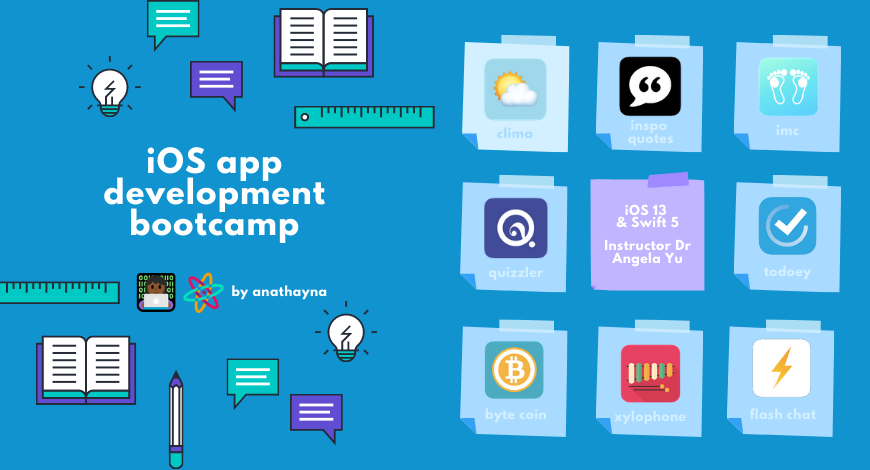 iOS app
development
bootcamp
by anathayna
clima
inspo
quotes
imc
quizzler
iOS 13
& Swift 5
Instructor Dr
Angela Yu
todoey
byte coin
xylophone
flash chat